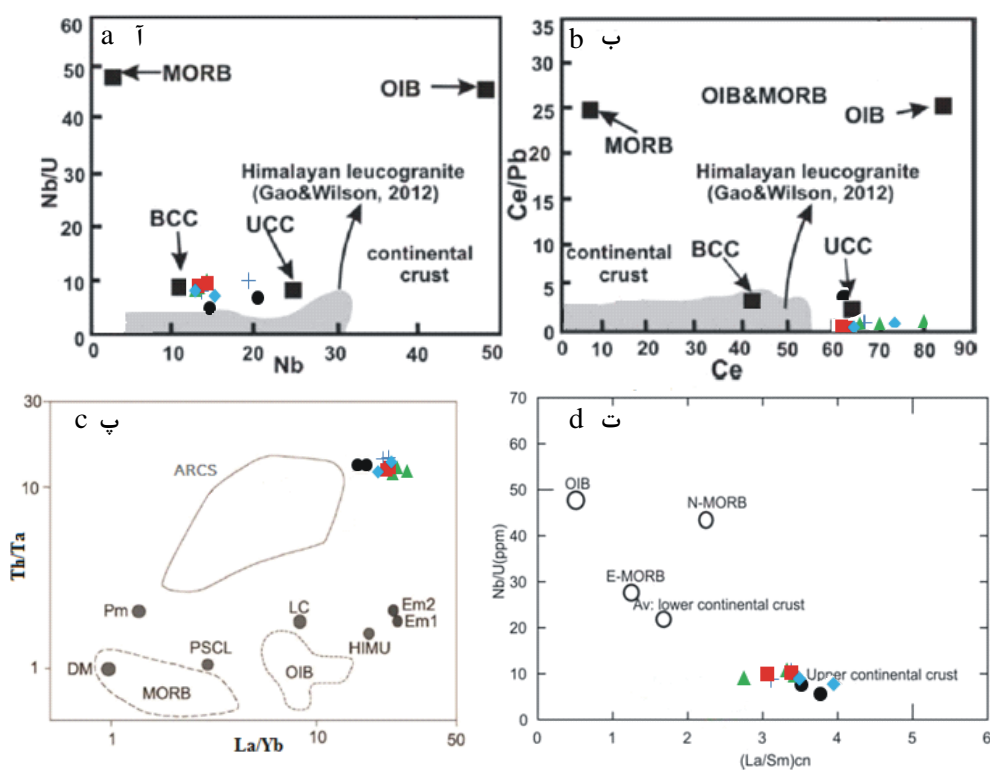 a آ
60
50
40
30
20
10
0
Nb/U
MORB
OIB
Himalayan leucogranite
(Gao&Wilson, 2012)
BCC
UCC
continental
crust
0 10 20 30 40 50
Nb
b ب
35
30
25
20
15
10
5
0
Ce/Pb
OIB&MORB
OIB
MORB
Himalayan leucogranite
(Gao&Wilson, 2012)
continental
crust
BCC
UCC
0 10 20 30 40 50 60 70 80 90
Ce
c پ
30
10
1
Th/Ta
ARCS
Pm
LC
Em2
Em1
PSCL
HIMU
DM
MORB
OIB
1 10 50
La/Yb
d ت
70
60
50
40
30
20
10
0
Nb/U(ppm)
OIB
N-MORB
E-MORB
Av: lower continental crust
Upper continental crust
0 1 2 3 4 5 6
(La/Sm)cn